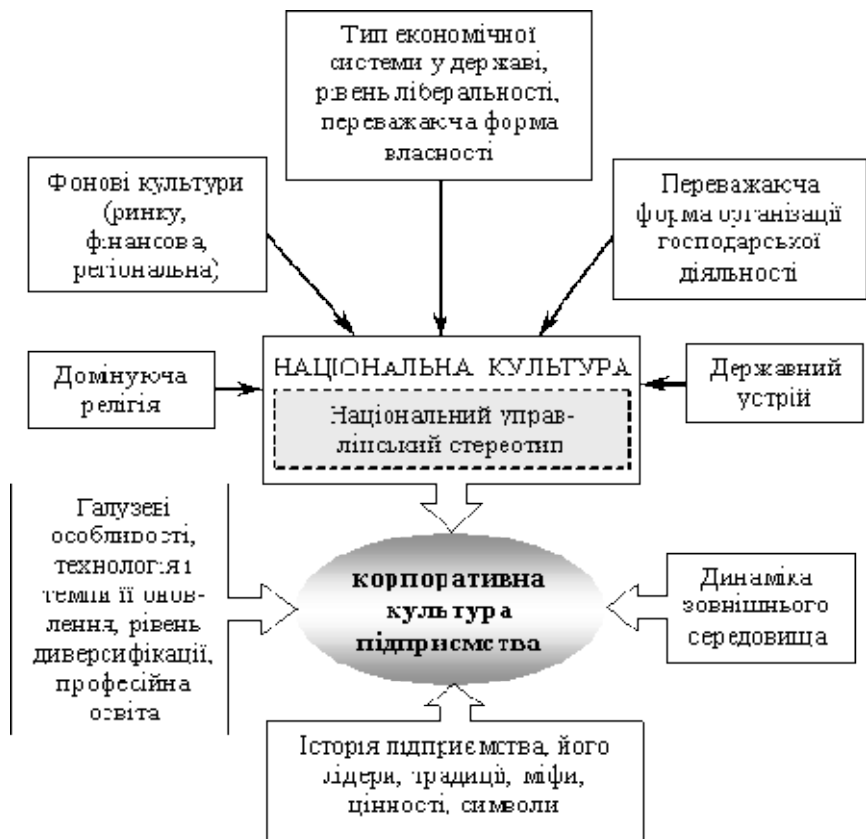 Тип економічної
системи у державі,
рівень ліберальності,
переважаюча форма
власності
Фонові культури
(ринку,
фінансова,
регіональна)
Переважаюча
форма організації
господарської
діяльності
НАЦІОНАЛЬНА КУЛЬТУРА
Домінуюча
релігія
Національний управ-
лінський стереотип
Державний
устрій
Галузеві
особливості,
технологія і
темпи її онов-
лення, рівень
диверсифікації,
професійна
освіта
корпоративна
культура
підприємства
Динаміка
зовнішнього
середовища
Історія підприємства, його
лідери, традиції, міфи,
цінності, символи